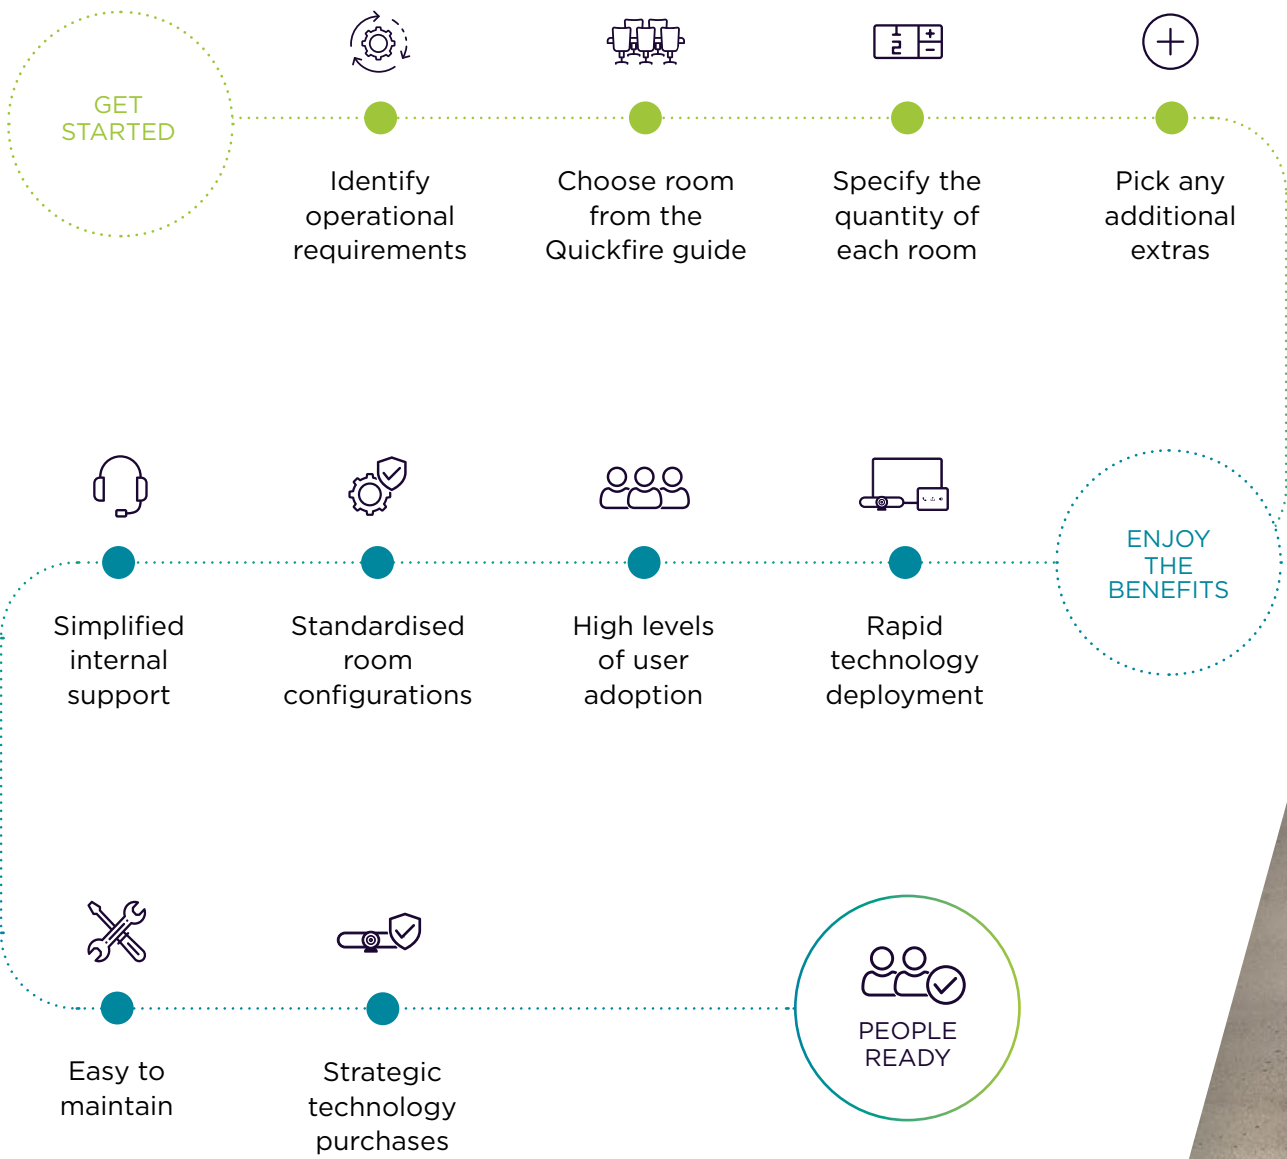 GET
STARTED
Identify
operational
requirements
Choose room
from the
Quickfire guide
Specify the
quantity of
each room
Pick any
additional
extras
ENJOY
THE
BENEFITS
Rapid
technology
deployment
High levels
of user
adoption
Standardised
room
configurations
Simplified
internal
support
Easy to
maintain
Strategic
technology
purchases
PEOPLE
READY